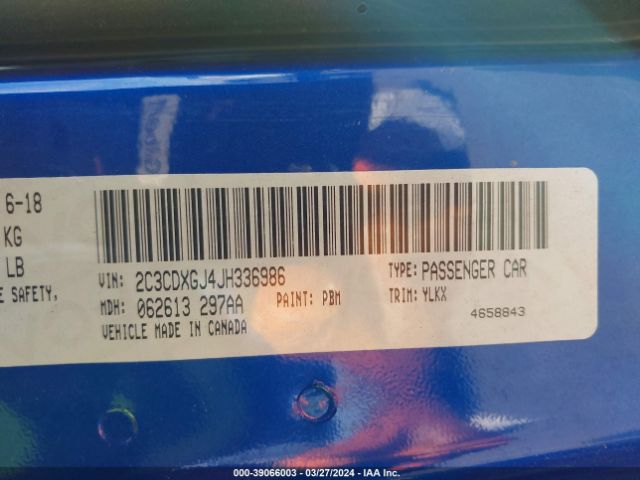 6-18
KG
LB
E SAFETY,
VIN: 2C3CDXGJ4JH336986
TYPE: PASSENGER CAR
MDH: 062613 297AA
PAINT: PBM
TRIM: YLKX
VEHICLE MADE IN CANADA
4658843
000-39066003 - 03/27/2024 - IAA Inc.